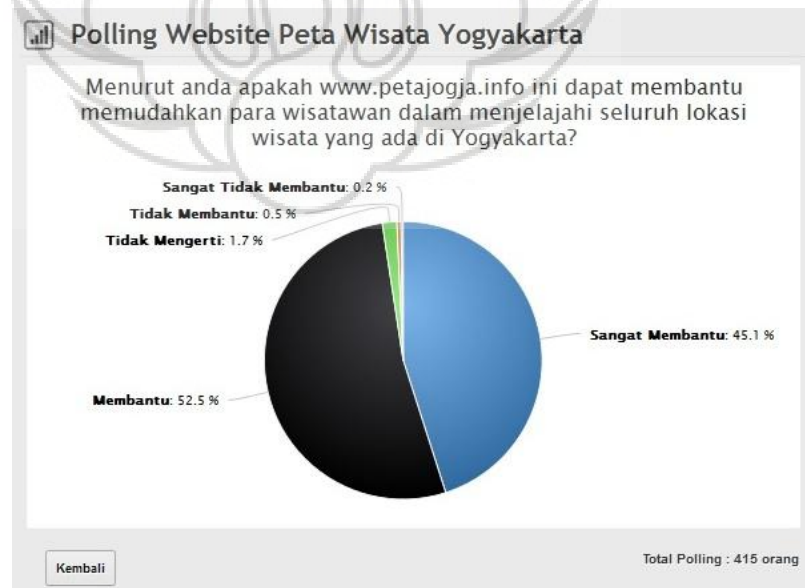 Polling Website Peta Wisata Yogyakarta
Menurut anda apakah www.petajogja.info ini dapat membantu
memudahkan para wisatawan dalam menjelajahi seluruh lokasi
wisata yang ada di Yogyakarta?
Sangat Tidak Membantu: 0.2 %
Tidak Membantu: 0.5 %
Tidak Mengerti: 1.7 %
Sangat Membantu: 45.1 %
Membantu: 52.5 %
Kembali
Total Polling : 415 orang